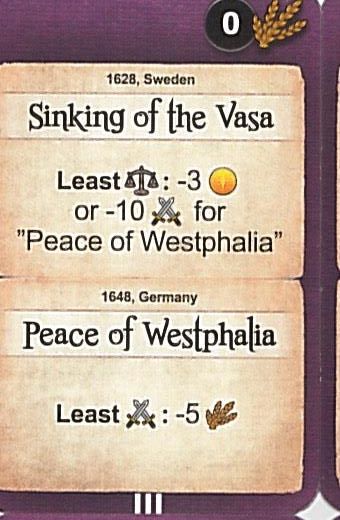 0
1628, Sweden
Sinking of the Vasa
Least : -3
or -10 for
"Peace of Westphalia"
1648, Germany
Peace of Westphalia
Least : -5
III